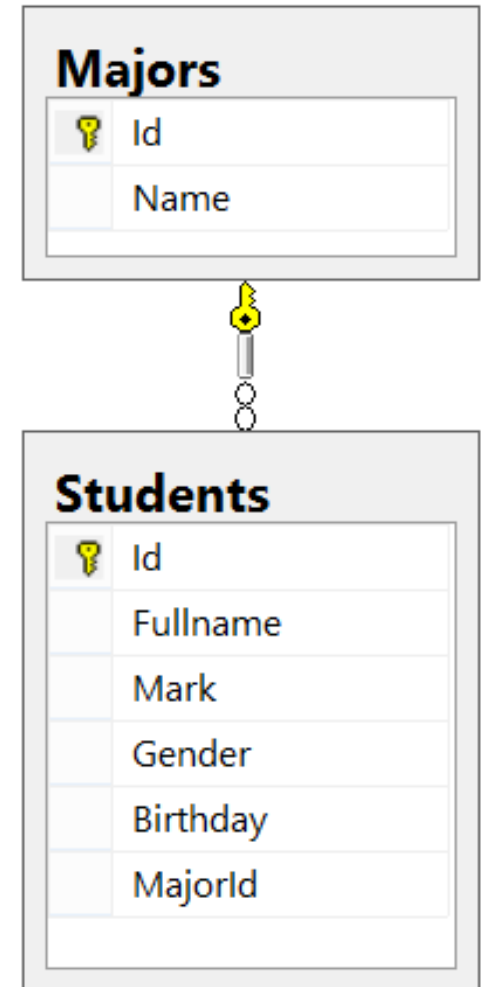 Majors
Id
Name
Students
Id
Fullname
Mark
Gender
Birthday
MajorId